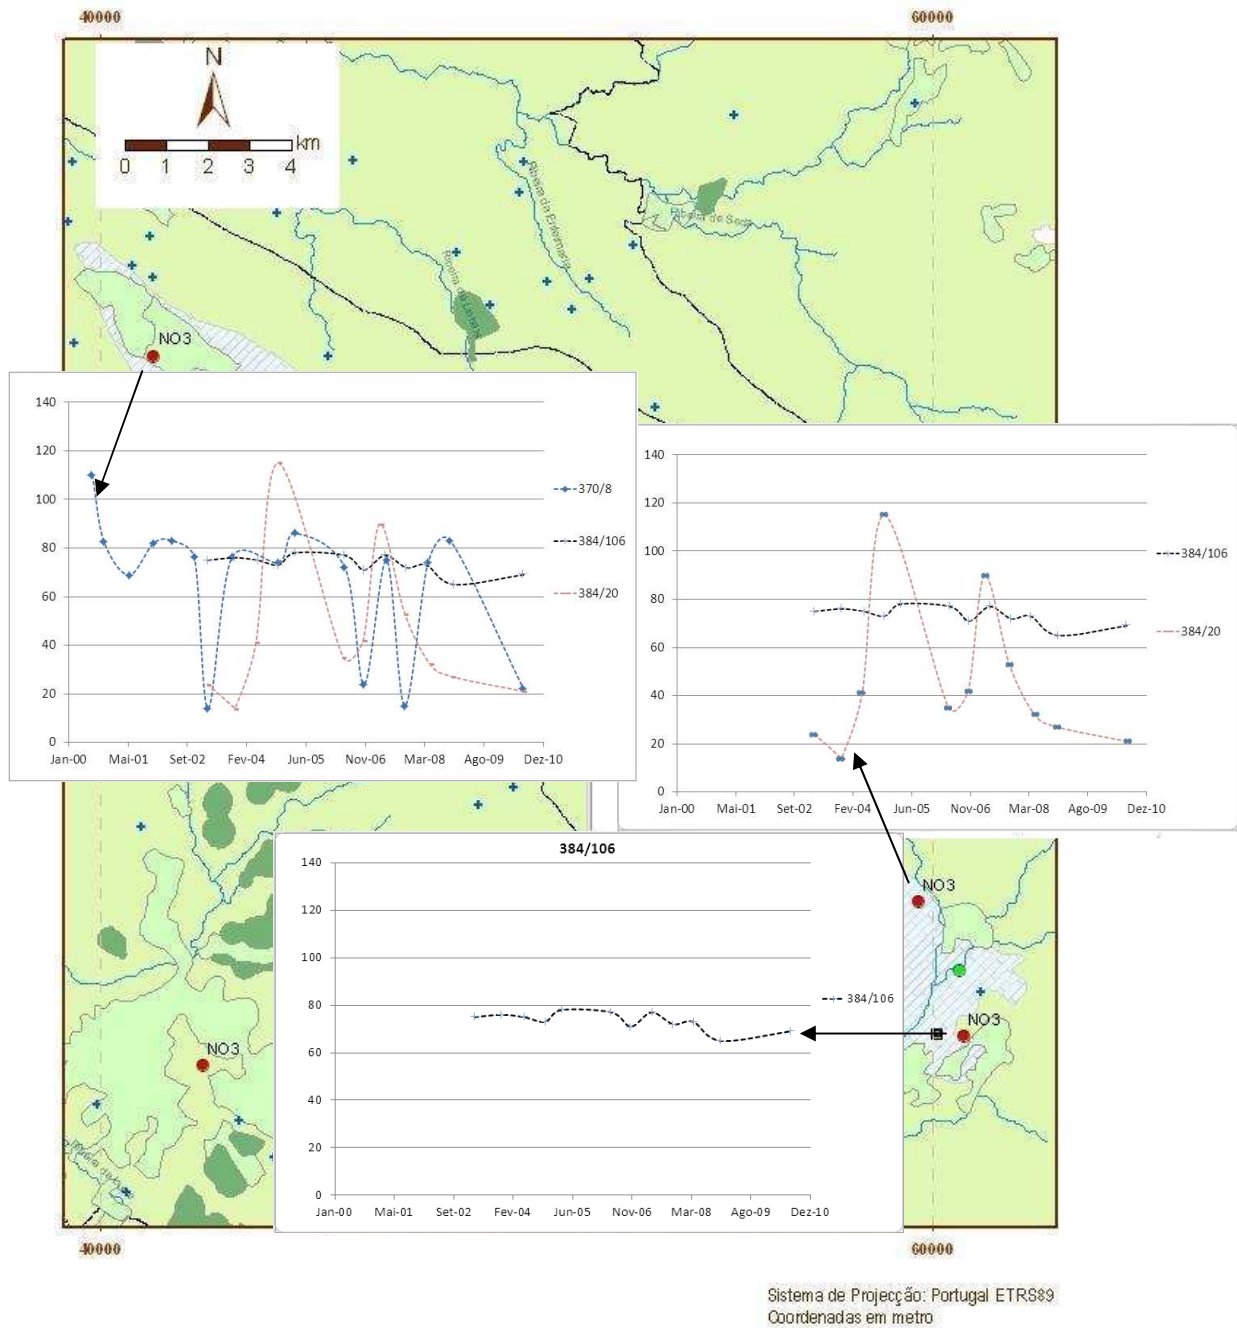 40000 60000
N
km
0 1 2 3 4
Ribeira da Enfermaria
Ribeira de Seda
NO3
140
120
100
80
60
40
20
0
Jan-00 Mai-01 Set-02 Fev-04 Jun-05 Nov-06 Mar-08 Ago-09 Dez-10
370/8
384/106
384/20
140
120
100
80
60
40
20
0
Jan-00 Mai-01 Set-02 Fev-04 Jun-05 Nov-06 Mar-08 Ago-09 Dez-10
384/106
384/20
384/106
140
120
100
80
60
40
20
0
Jan-00 Mai-01 Set-02 Fev-04 Jun-05 Nov-06 Mar-08 Ago-09 Dez-10
384/106
NO3
NO3
NO3
40000 60000
Sistema de Projecção: Portugal ETRS89
Coordenadas em metro